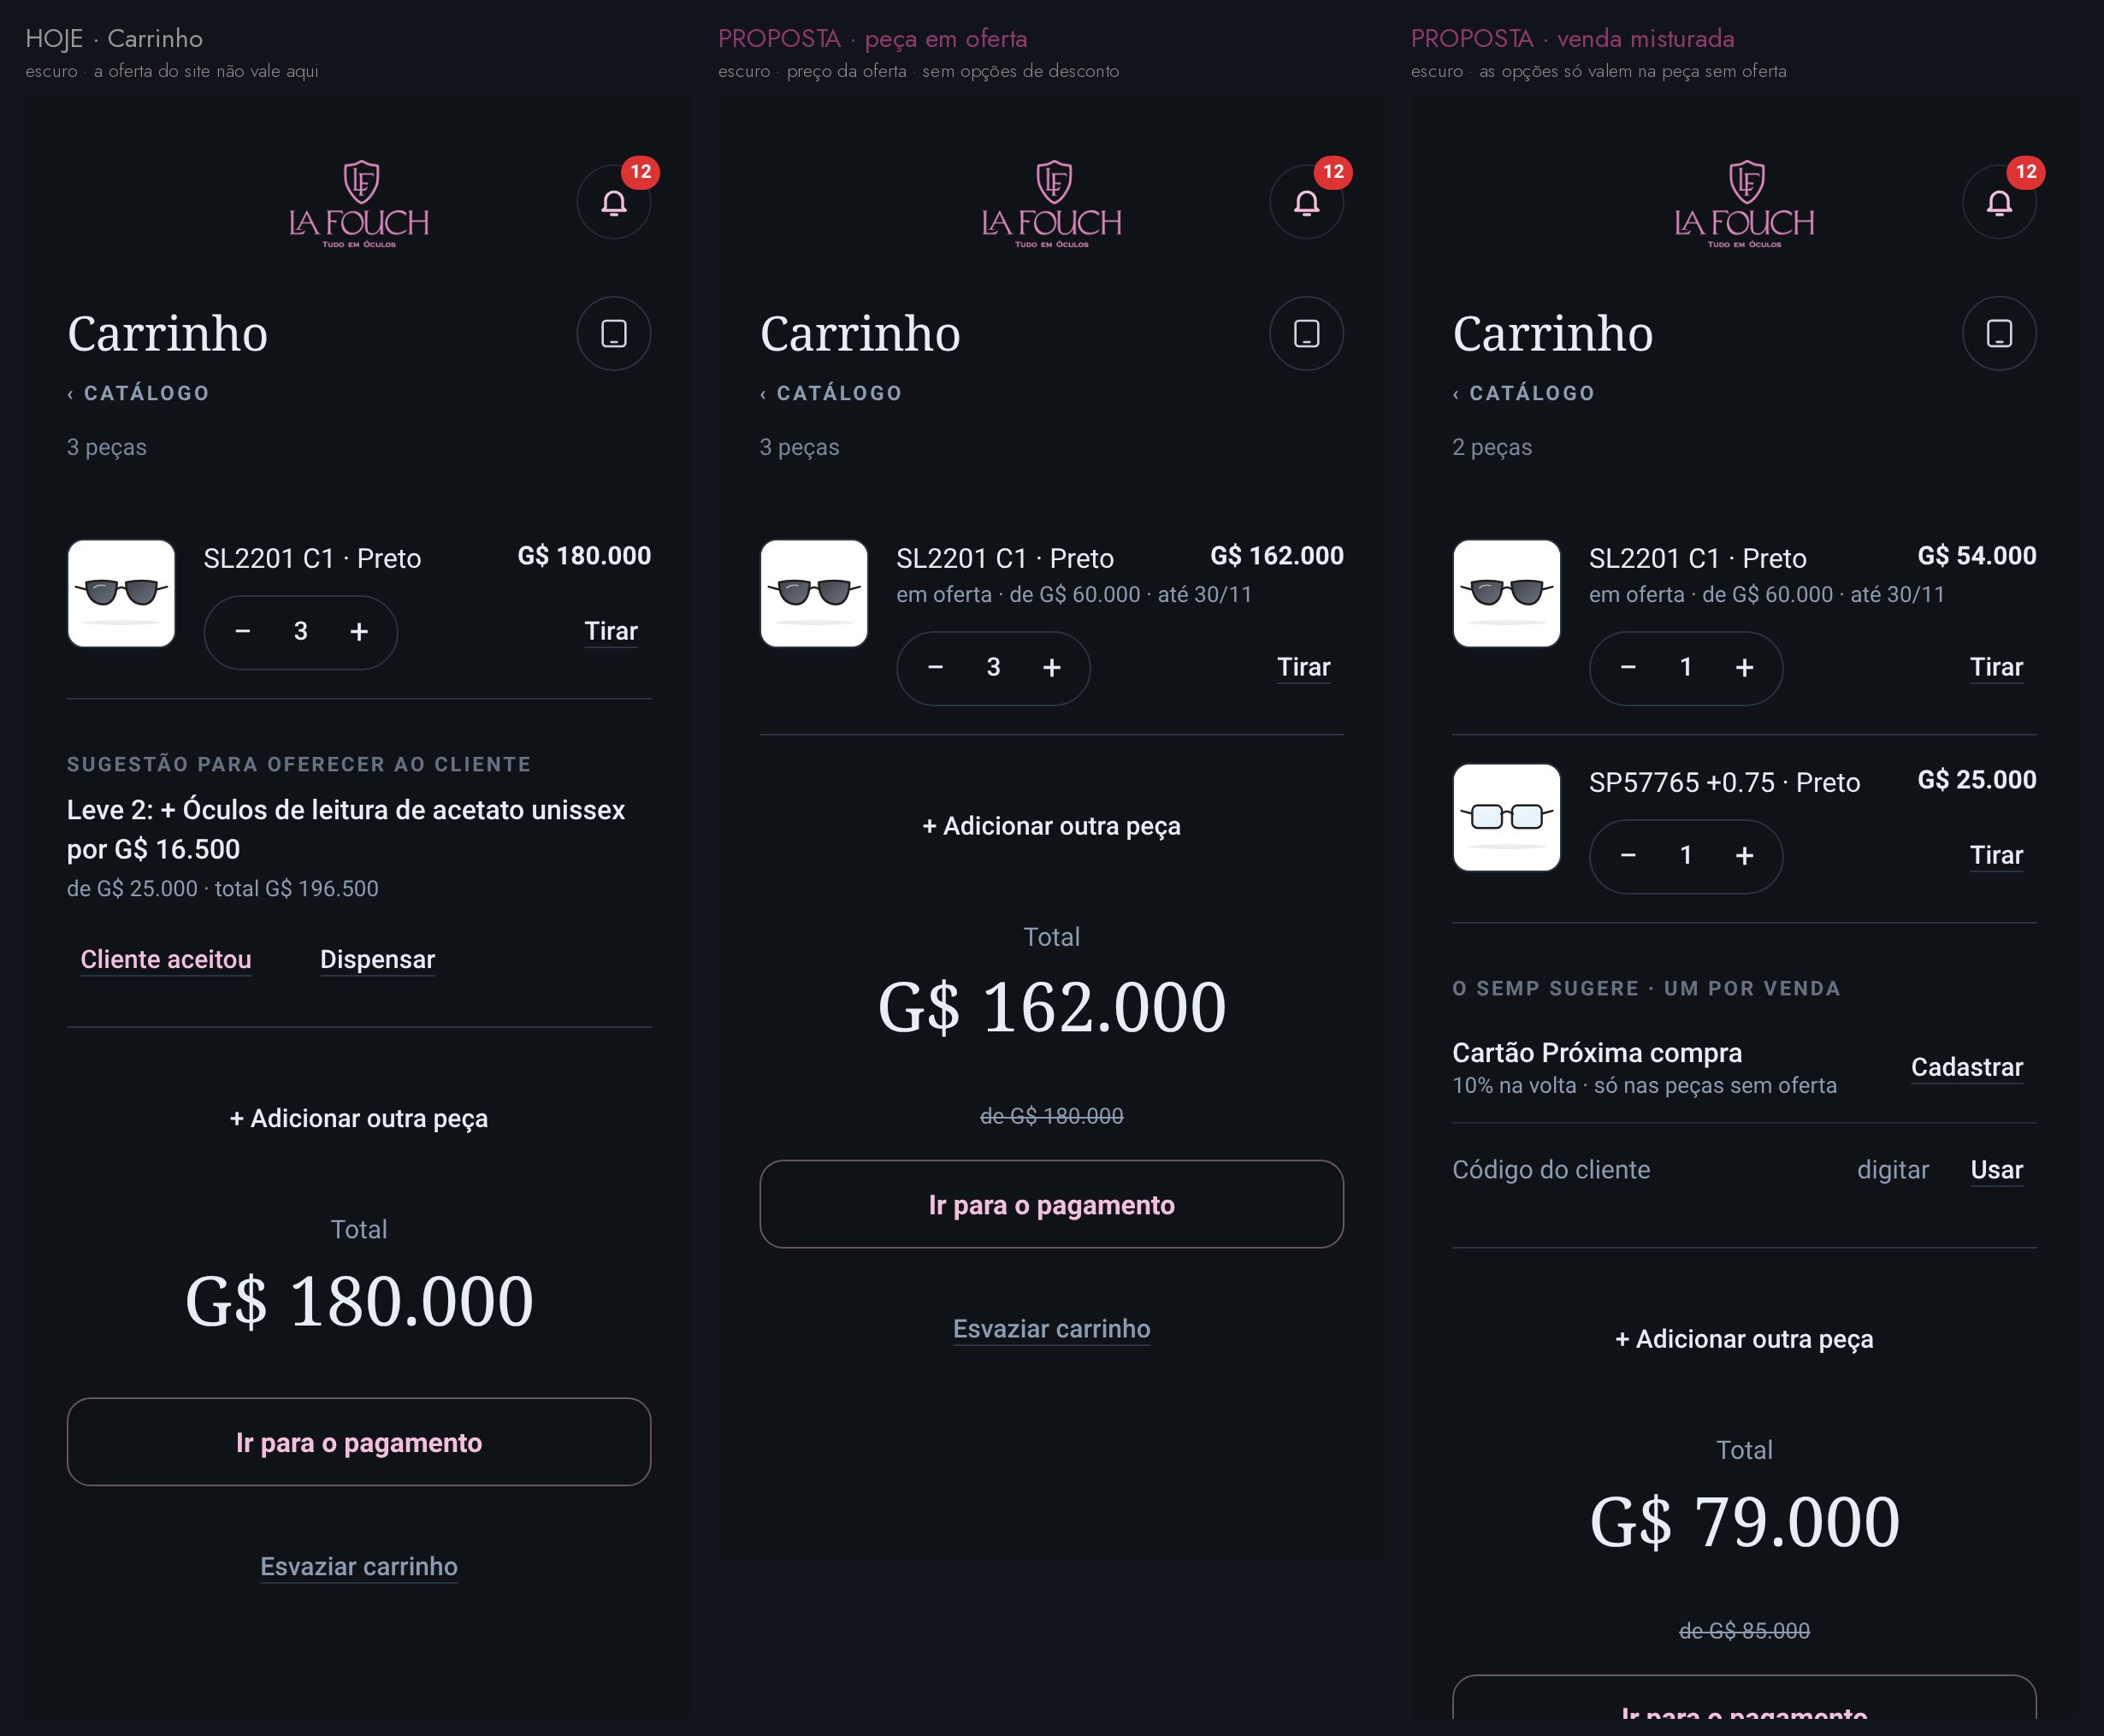 HOJE · Carrinho
escuro · a oferta do site não vale aqui
12
LF
LA FOUCH
TUDO EM ÓCULOS
Carrinho
‹ CATÁLOGO
3 peças
SL2201 C1 · Preto
G$ 180.000
− 3 +
Tirar
SUGESTÃO PARA OFERECER AO CLIENTE
Leve 2: + Óculos de leitura de acetato unissex
por G$ 16.500
de G$ 25.000 · total G$ 196.500
Cliente aceitou
Dispensar
+ Adicionar outra peça
Total
G$ 180.000
Ir para o pagamento
Esvaziar carrinho
PROPOSTA · peça em oferta
escuro · preço da oferta · sem opções de desconto
12
LF
LA FOUCH
TUDO EM ÓCULOS
Carrinho
‹ CATÁLOGO
3 peças
SL2201 C1 · Preto
G$ 162.000
em oferta · de G$ 60.000 · até 30/11
− 3 +
Tirar
+ Adicionar outra peça
Total
G$ 162.000
de G$ 180.000
Ir para o pagamento
Esvaziar carrinho
PROPOSTA · venda misturada
escuro · as opções só valem na peça sem oferta
12
LF
LA FOUCH
TUDO EM ÓCULOS
Carrinho
‹ CATÁLOGO
2 peças
SL2201 C1 · Preto
G$ 54.000
em oferta · de G$ 60.000 · até 30/11
− 1 +
Tirar
SP57765 +0.75 · Preto
G$ 25.000
− 1 +
Tirar
O SEMP SUGERE · UM POR VENDA
Cartão Próxima compra
10% na volta · só nas peças sem oferta
Cadastrar
Código do cliente
digitar
Usar
+ Adicionar outra peça
Total
G$ 79.000
de G$ 85.000
Ir para o pagamento